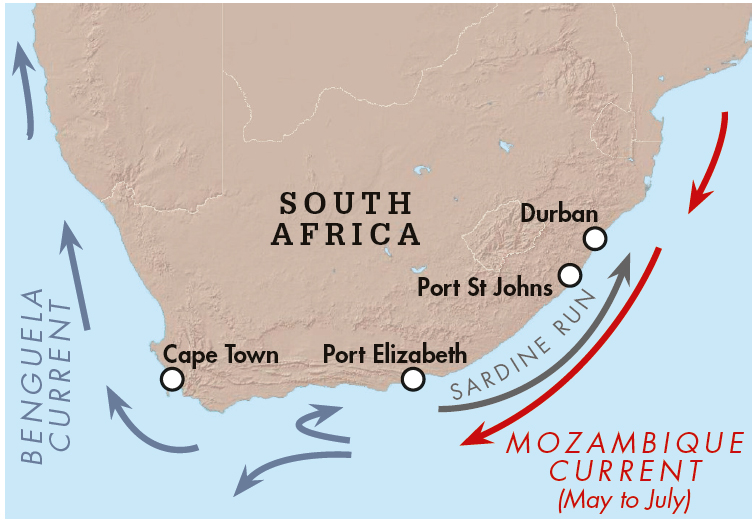 SOUTH
AFRICA
Durban
Port St Johns
Cape Town
Port Elizabeth
SARDINE RUN
BENGUELA
CURRENT
MOZAMBIQUE
CURRENT
(May to July)